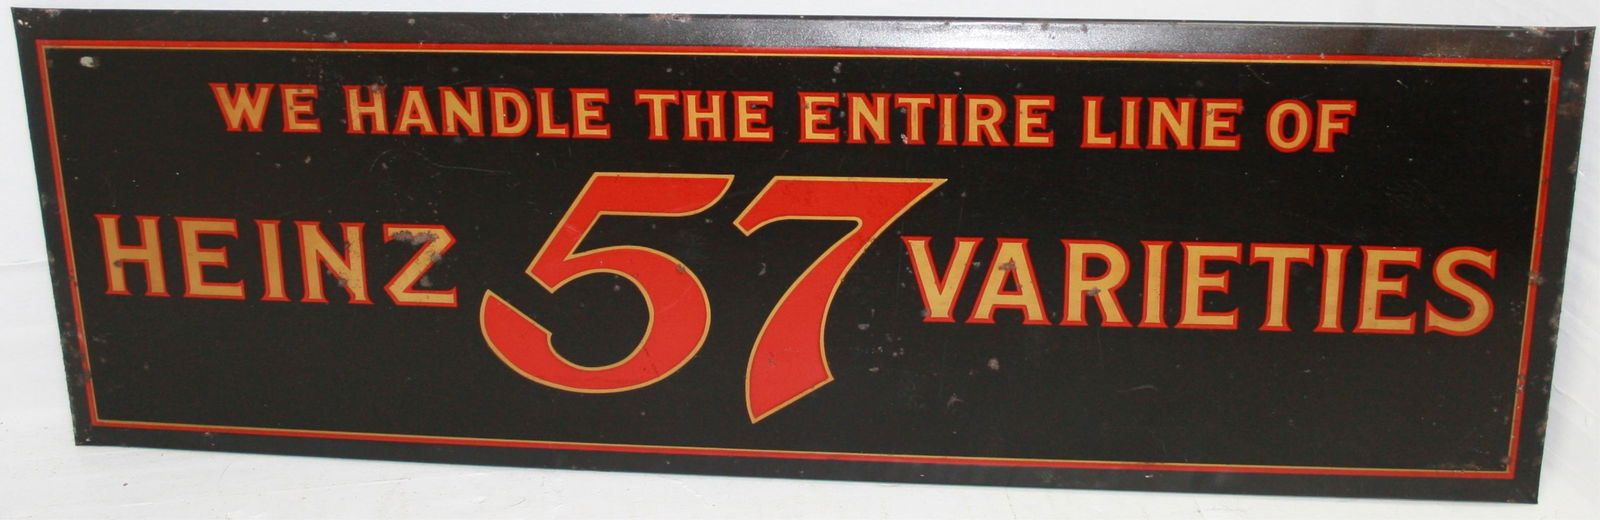 WE HANDLE THE ENTIRE LINE OF
HEINZ 57 VARIETIES